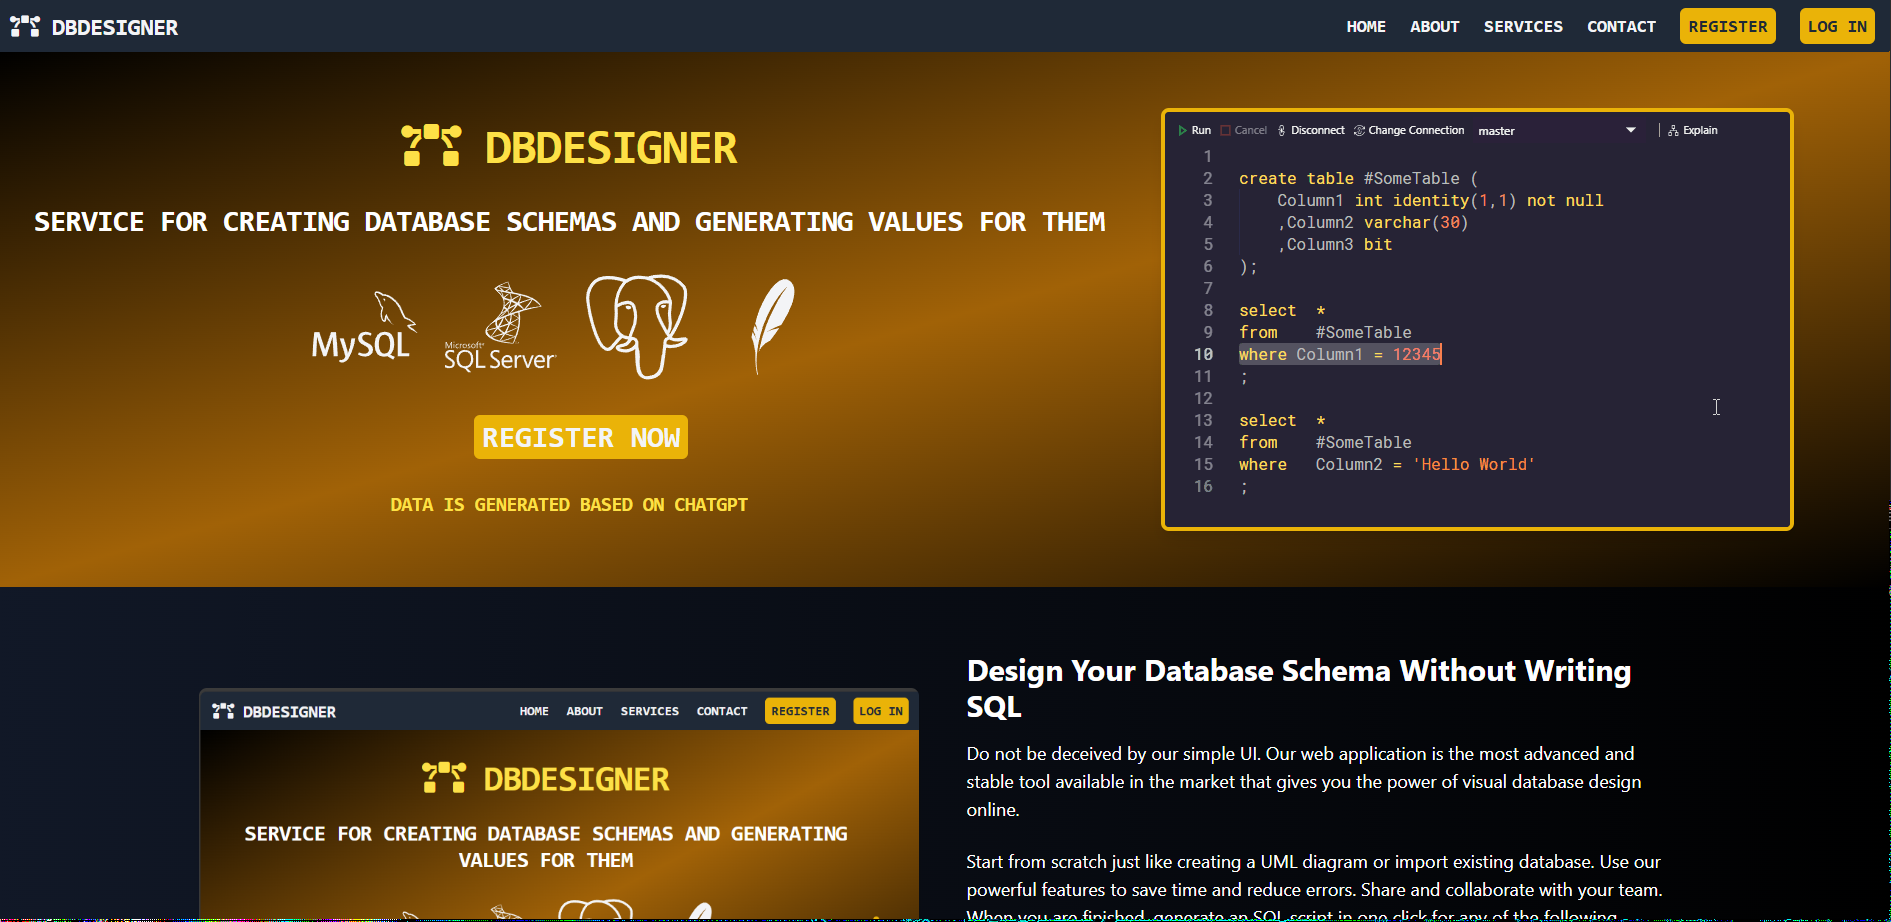 DBDESIGNER
HOME ABOUT SERVICES CONTACT REGISTER LOG IN
DBDESIGNER
SERVICE FOR CREATING DATABASE SCHEMAS AND GENERATING VALUES FOR THEM
MySQL
Microsoft
SQL Server
REGISTER NOW
DATA IS GENERATED BASED ON CHATGPT
Run Cancel Disconnect Change Connection master Explain
1
2 create table #SomeTable (
3 Column1 int identity(1,1) not null
4 ,Column2 varchar(30)
5 ,Column3 bit
6 );
7
8 select *
9 from #SomeTable
10 where Column1 = 12345
11 ;
12
13 select *
14 from #SomeTable
15 where Column2 = 'Hello World'
16 ;
DBDESIGNER
HOME ABOUT SERVICES CONTACT REGISTER LOG IN
DBDESIGNER
SERVICE FOR CREATING DATABASE SCHEMAS AND GENERATING
VALUES FOR THEM
Design Your Database Schema Without Writing
SQL
Do not be deceived by our simple UI. Our web application is the most advanced and
stable tool available in the market that gives you the power of visual database design
online.
Start from scratch just like creating a UML diagram or import existing database. Use our
powerful features to save time and reduce errors. Share and collaborate with your team.
When you are finished, generate an SQL script in one click for any of the following